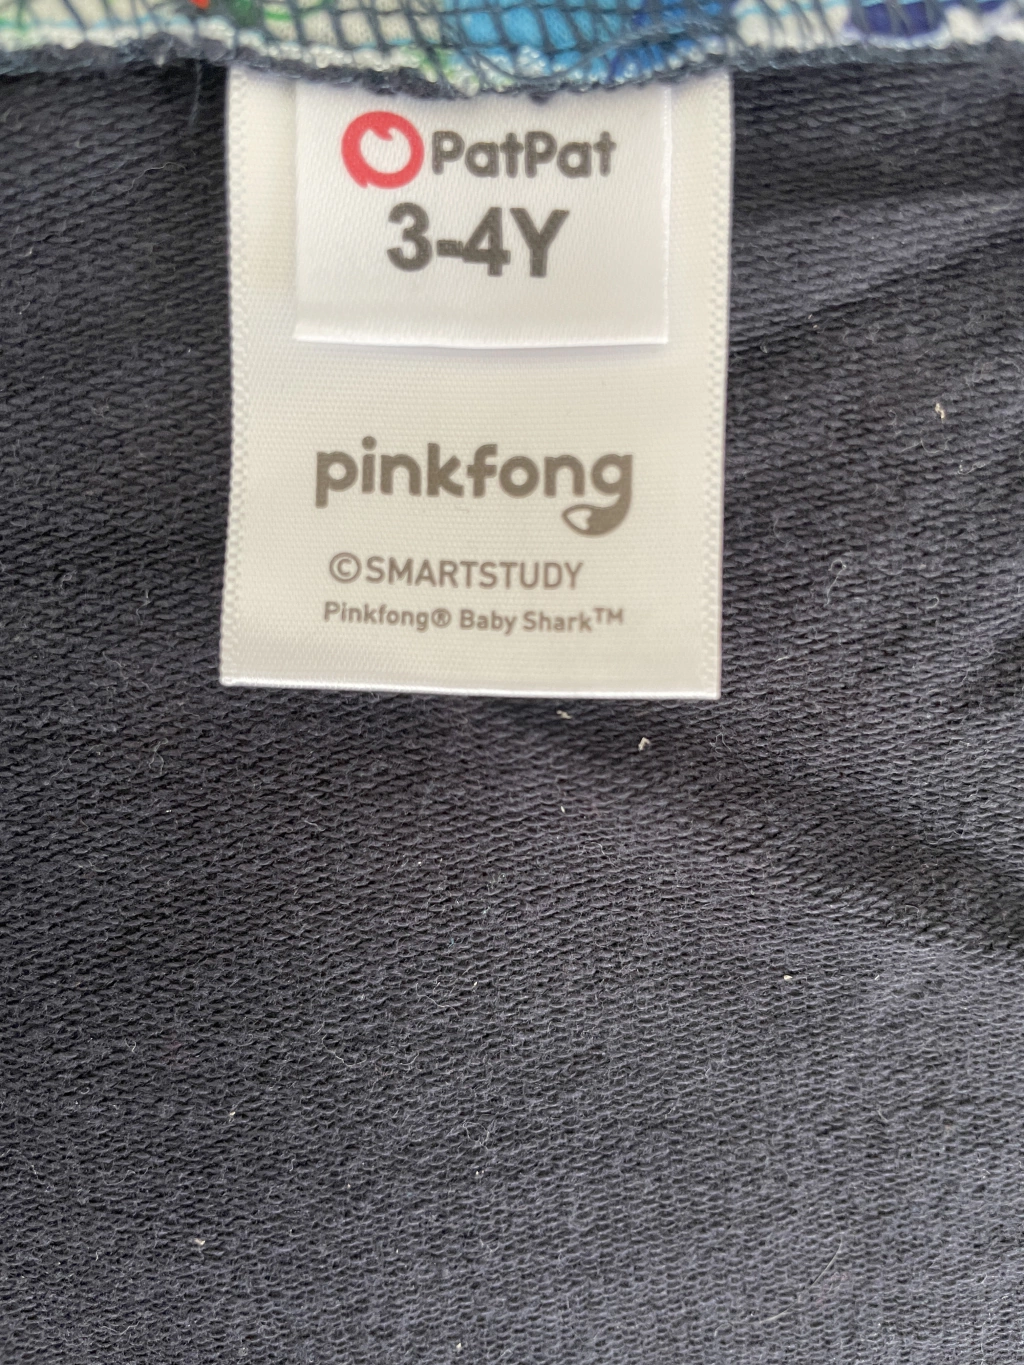 PatPat
3-4Y
pinkfong
©SMARTSTUDY
Pinkfong® Baby Shark™